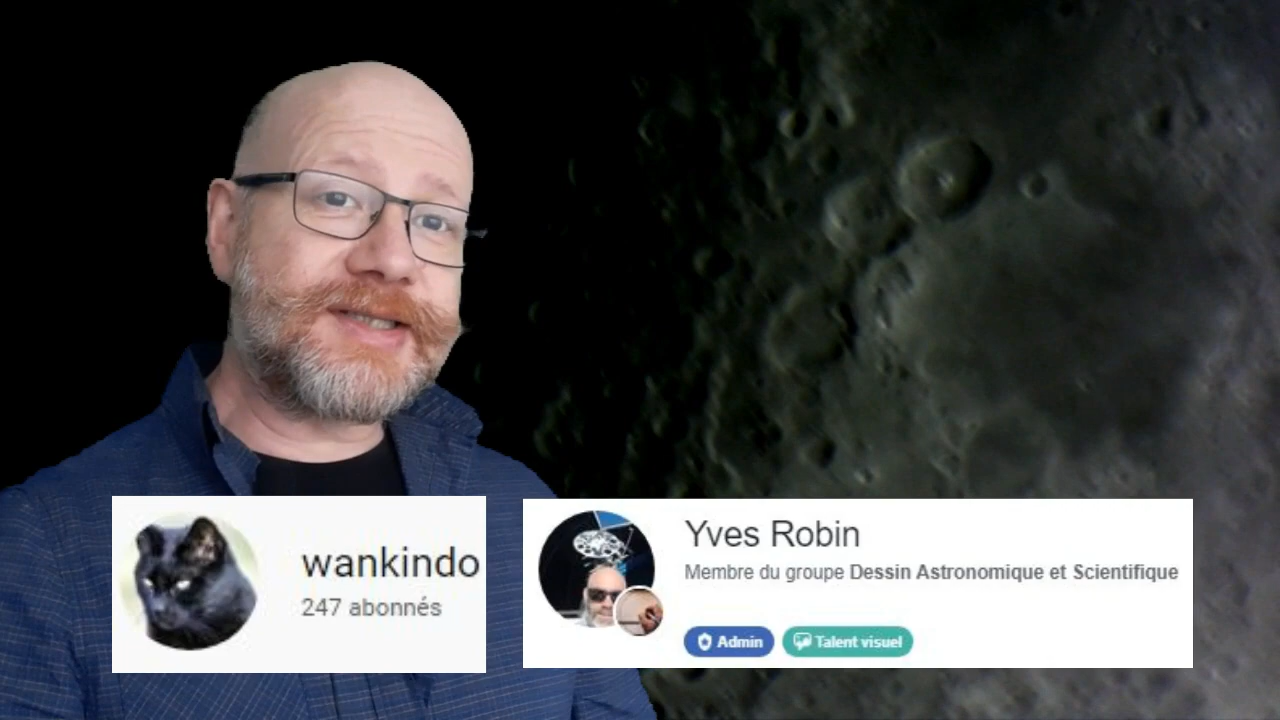 wankindo
247 abonnés
Yves Robin
Membre du groupe Dessin Astronomique et Scientifique
Admin
Talent visuel